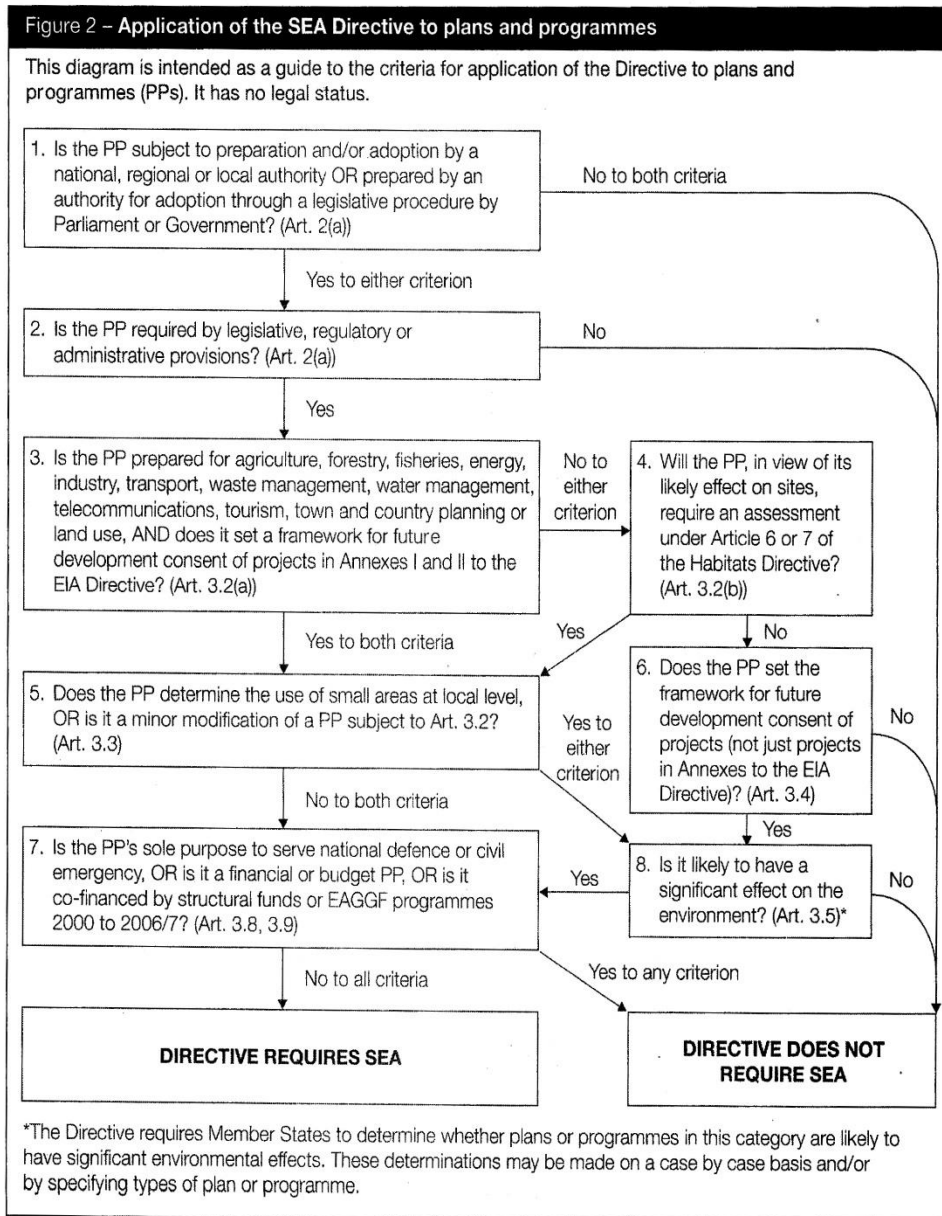 Figure 2 – Application of the SEA Directive to plans and programmes
This diagram is intended as a guide to the criteria for application of the Directive to plans and
programmes (PPs). It has no legal status.
1. Is the PP subject to preparation and/or adoption by a
national, regional or local authority OR prepared by an
authority for adoption through a legislative procedure by
Parliament or Government? (Art. 2(a))
No to both criteria
Yes to either criterion
2. Is the PP required by legislative, regulatory or
administrative provisions? (Art. 2(a))
No
Yes
3. Is the PP prepared for agriculture, forestry, fisheries, energy,
industry, transport, waste management, water management,
telecommunications, tourism, town and country planning or
land use, AND does it set a framework for future
development consent of projects in Annexes I and II to the
EIA Directive? (Art. 3.2(a))
No to
either
criterion
4. Will the PP, in view of its
likely effect on sites,
require an assessment
under Article 6 or 7 of
the Habitats Directive?
(Art. 3.2(b))
Yes to both criteria
Yes
No
5. Does the PP determine the use of small areas at local level,
OR is it a minor modification of a PP subject to Art. 3.2?
(Art. 3.3)
Yes to
either
criterion
6. Does the PP set the
framework for future
development consent of
projects (not just projects
in Annexes to the EIA
Directive)? (Art. 3.4)
No
No to both criteria
Yes
7. Is the PP's sole purpose to serve national defence or civil
emergency, OR is it a financial or budget PP, OR is it
co-financed by structural funds or EAGGF programmes
2000 to 2006/7? (Art. 3.8, 3.9)
Yes
8. Is it likely to have a
significant effect on the
environment? (Art. 3.5)*
No
No to all criteria
Yes to any criterion
DIRECTIVE REQUIRES SEA
DIRECTIVE DOES NOT
REQUIRE SEA
*The Directive requires Member States to determine whether plans or programmes in this category are likely to
have significant environmental effects. These determinations may be made on a case by case basis and/or
by specifying types of plan or programme.